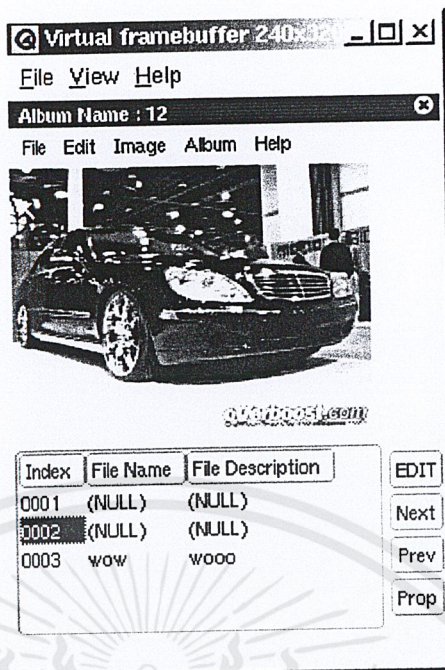 Virtual framebuffer 240x320
File View Help
Album Name : 12
File Edit Image Album Help
overboost.com
Index File Name File Description
0001 (NULL) (NULL)
0002 (NULL) (NULL)
0003 wow wooo
EDIT
Next
Prev
Prop